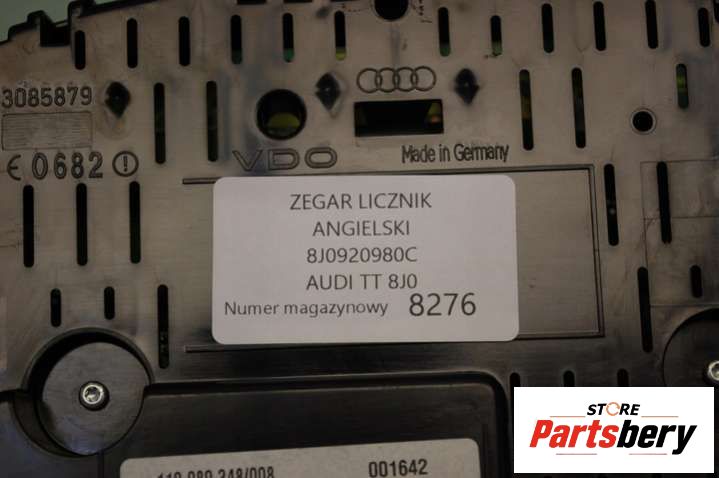 3085879
CE 0682
VDO
Made in Germany
ZEGAR LICZNIK
ANGIELSKI
8J0920980C
AUDI TT 8J0
Numer magazynowy 8276
001642
STORE
Partsbery